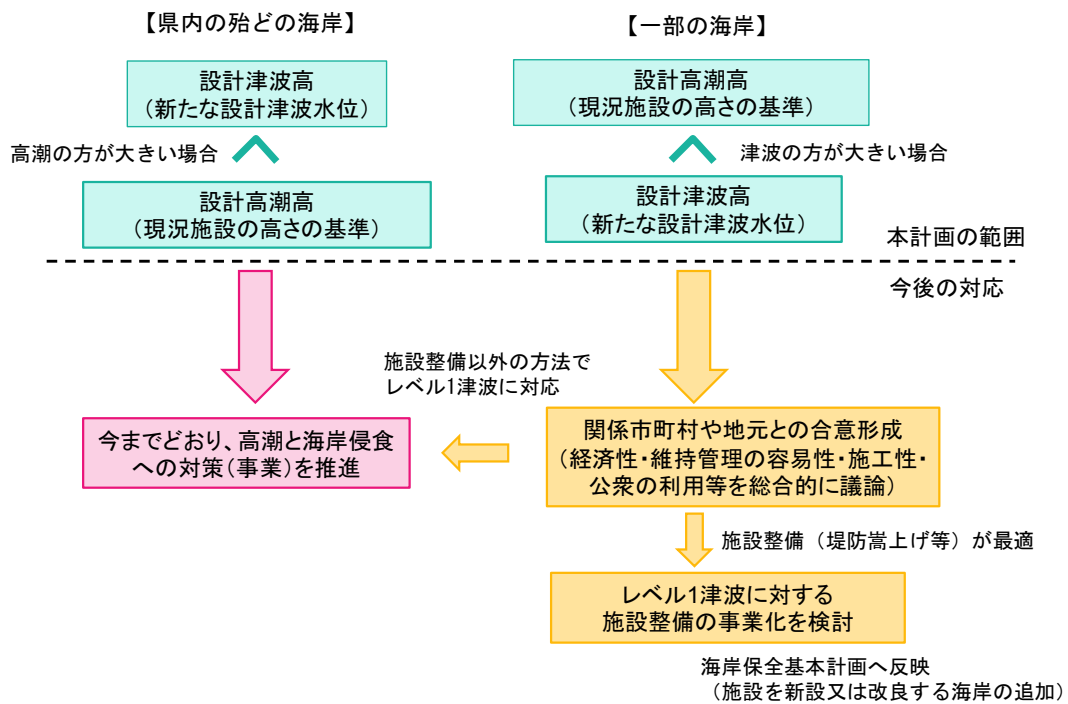 【県内の殆どの海岸】
設計津波高
（新たな設計津波水位）
高潮の方が大きい場合
設計高潮高
（現況施設の高さの基準）
【一部の海岸】
設計高潮高
（現況施設の高さの基準）
津波の方が大きい場合
設計津波高
（新たな設計津波水位）
本計画の範囲
今後の対応
施設整備以外の方法で
レベル1津波に対応
今までどおり、高潮と海岸侵食
への対策（事業）を推進
関係市町村や地元との合意形成
（経済性・維持管理の容易性・施工性・
公衆の利用等を総合的に議論）
施設整備（堤防嵩上げ等）が最適
レベル1津波に対する
施設整備の事業化を検討
海岸保全基本計画へ反映
（施設を新設又は改良する海岸の追加）